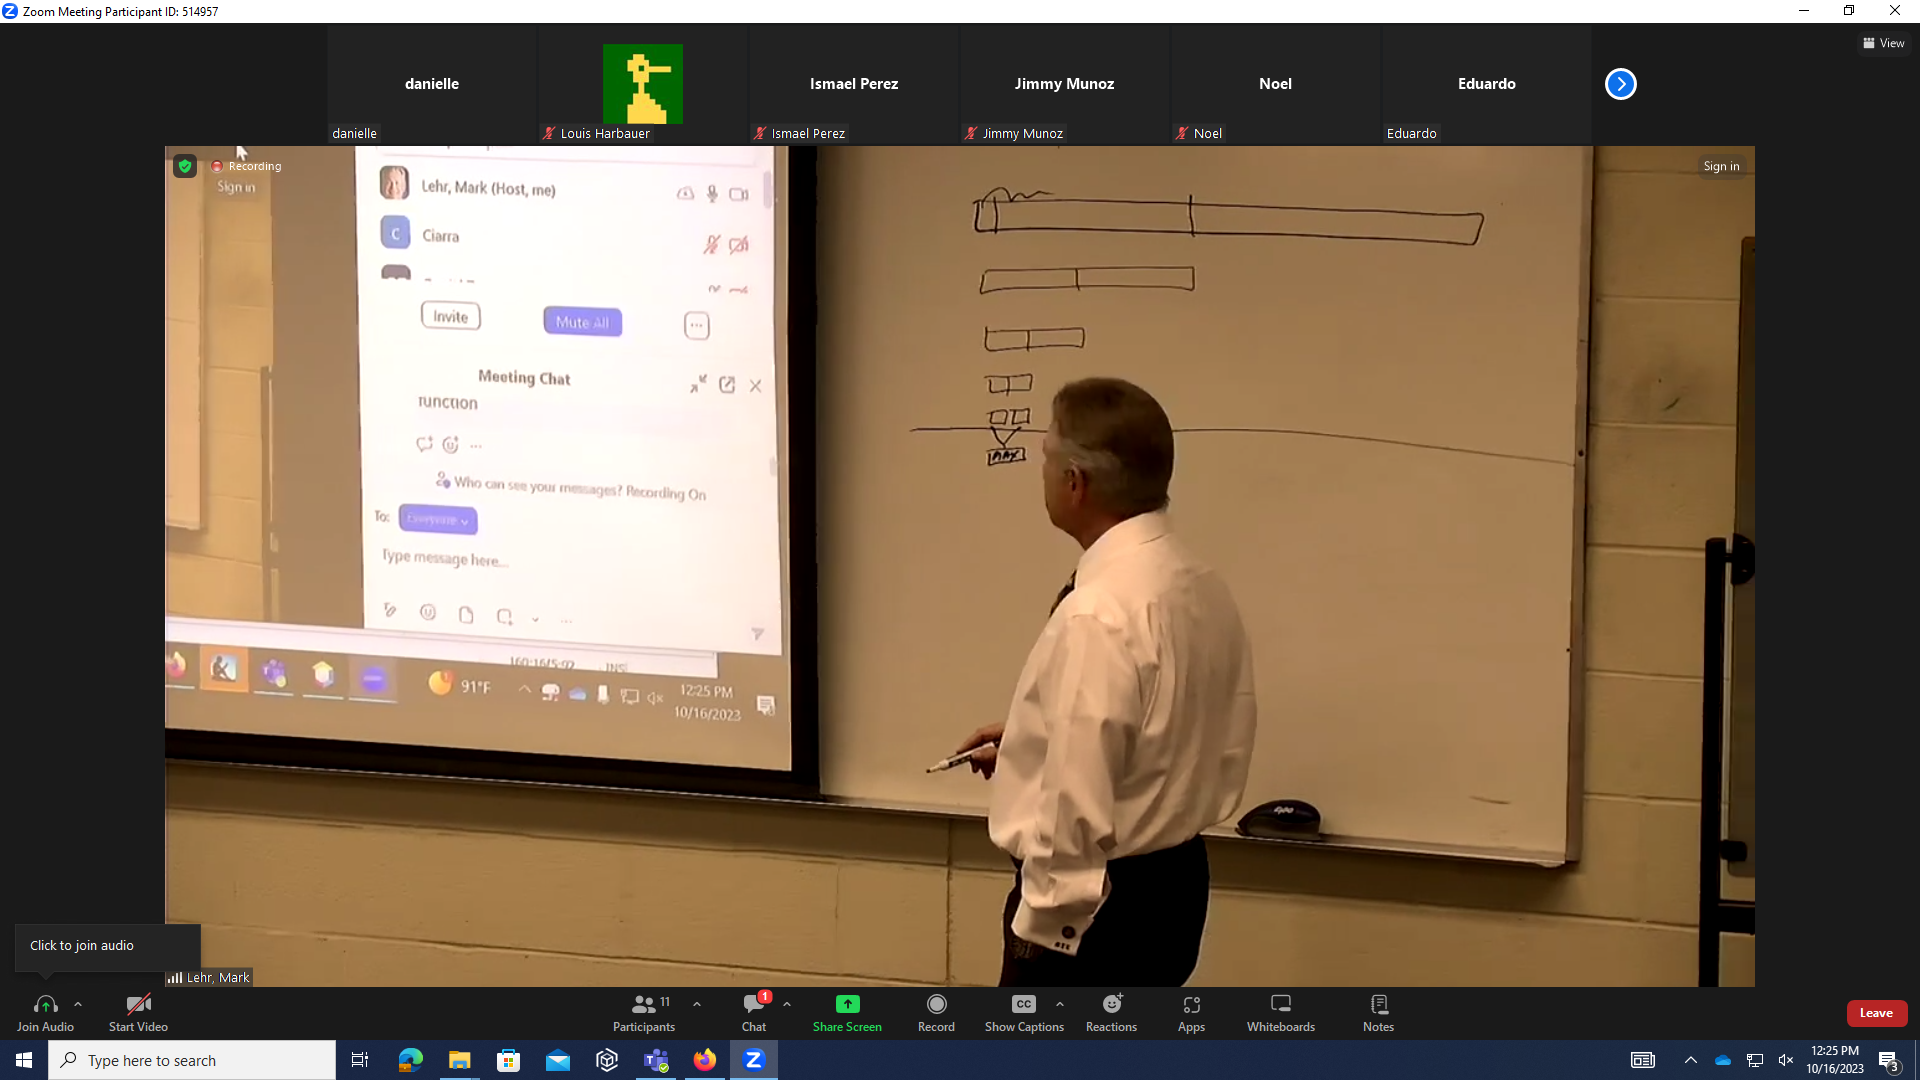 Zoom Meeting Participant ID: 514957
View
danielle
Ismael Perez
Jimmy Munoz
Noel
Eduardo
danielle
Louis Harbauer
Ismael Perez
Jimmy Munoz
Noel
Eduardo
Recording
Sign in
Sign in
Lehr, Mark (Host, me)
C
Ciarra
Invite
Mute All
Meeting Chat
function
Who can see your messages? Recording On
To: Everyone
Type message here...
INS
91°F
12:25 PM
10/16/2023
MAX
expo
Click to join audio
Lehr, Mark
Join Audio
Start Video
Participants
11
Chat
1
Share Screen
Record
CC
Show Captions
Reactions
Apps
Whiteboards
Notes
Leave
Type here to search
12:25 PM
10/16/2023
3